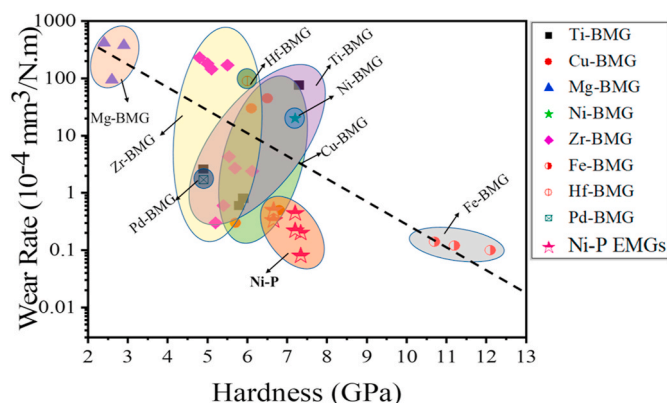 Wear Rate (10⁻⁴ mm³/N.m)
1000
100
10
1
0.1
0.01
Mg-BMG
Zr-BMG
Pd-BMG
Hf-BMG
Ti-BMG
Ni-BMG
Cu-BMG
Fe-BMG
Ni-P
2 3 4 5 6 7 8 9 10 11 12 13
Hardness (GPa)
Ti-BMG
Cu-BMG
Mg-BMG
Ni-BMG
Zr-BMG
Fe-BMG
Hf-BMG
Pd-BMG
Ni-P EMGs